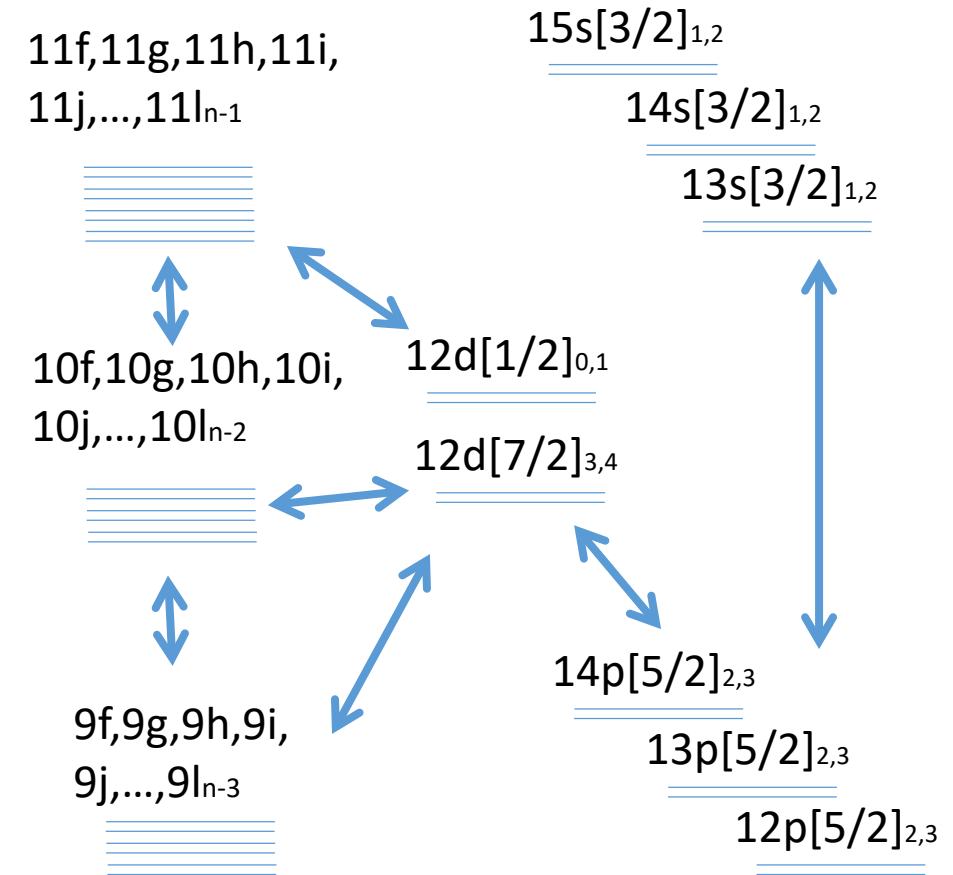 11f,11g,11h,11i,
11j,...,11ln-1
15s[3/2]1,2
14s[3/2]1,2
13s[3/2]1,2
10f,10g,10h,10i,
10j,...,10ln-2
12d[1/2]0,1
12d[7/2]3,4
9f,9g,9h,9i,
9j,...,9ln-3
14p[5/2]2,3
13p[5/2]2,3
12p[5/2]2,3